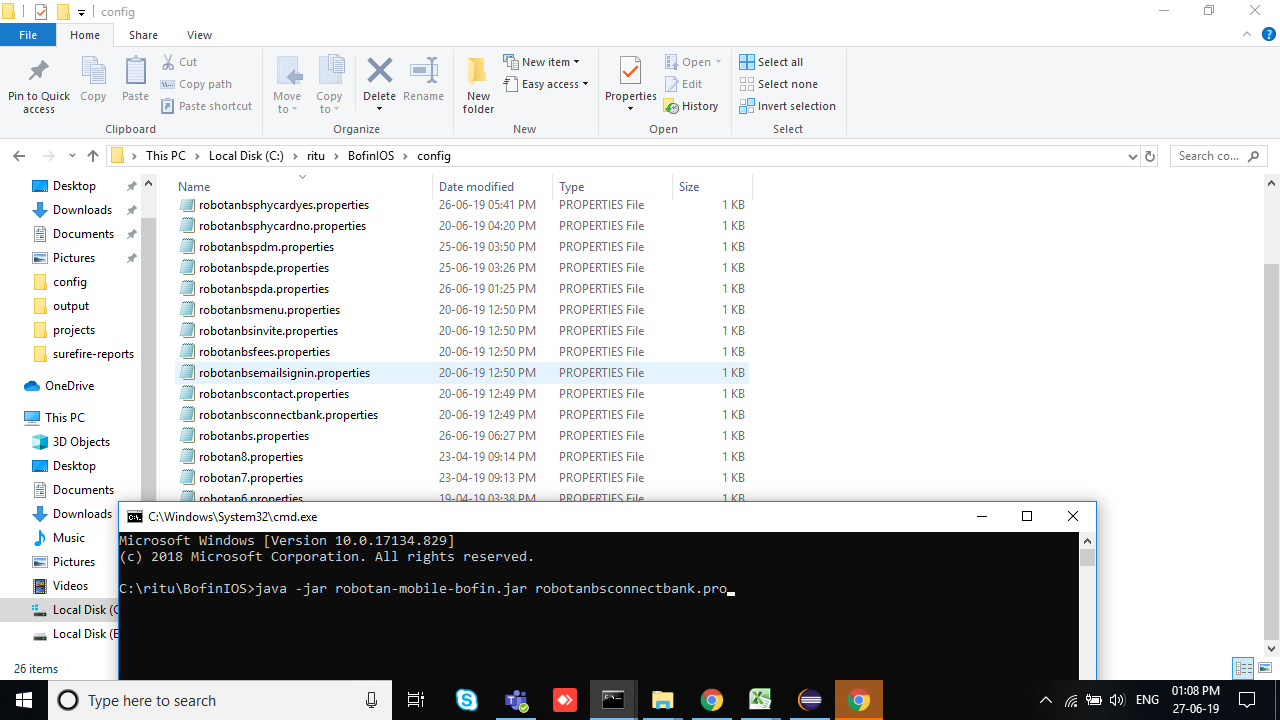 config
File Home Share View
Pin to Quick access
Copy
Paste
Cut
Copy path
Paste shortcut
Clipboard
Move to
Copy to
Delete
Rename
Organize
New folder
New item
Easy access
New
Properties
Open
Edit
History
Open
Select all
Select none
Invert selection
Select
This PC Local Disk (C:) ritu BofinIOS config
Search co...
Desktop
Downloads
Documents
Pictures
config
output
projects
surefire-reports
OneDrive
This PC
3D Objects
Desktop
Documents
Downloads
Music
Pictures
Videos
Local Disk (C
Local Disk (E
Name Date modified Type Size
robotanbsphycardyes.properties 26-06-19 05:41 PM PROPERTIES File 1 KB
robotanbsphycardno.properties 20-06-19 04:20 PM PROPERTIES File 1 KB
robotanbspdm.properties 25-06-19 03:50 PM PROPERTIES File 1 KB
robotanbspde.properties 25-06-19 03:26 PM PROPERTIES File 1 KB
robotanbspda.properties 26-06-19 01:25 PM PROPERTIES File 1 KB
robotanbsmenu.properties 20-06-19 12:50 PM PROPERTIES File 1 KB
robotanbsinvite.properties 20-06-19 12:50 PM PROPERTIES File 1 KB
robotanbsfees.properties 20-06-19 12:50 PM PROPERTIES File 1 KB
robotanbsemailsignin.properties 20-06-19 12:50 PM PROPERTIES File 1 KB
robotanbscontact.properties 20-06-19 12:49 PM PROPERTIES File 1 KB
robotanbsconnectbank.properties 20-06-19 12:49 PM PROPERTIES File 1 KB
robotanbs.properties 26-06-19 06:27 PM PROPERTIES File 1 KB
robotan8.properties 23-04-19 09:14 PM PROPERTIES File 1 KB
robotan7.properties 23-04-19 09:13 PM PROPERTIES File 1 KB
robotan6.properties 19-04-19 03:38 PM PROPERTIES File 1 KB
26 items
C:\Windows\System32\cmd.exe
Microsoft Windows [Version 10.0.17134.829]
(c) 2018 Microsoft Corporation. All rights reserved.
C:\ritu\BofinIOS>java -jar robotan-mobile-bofin.jar robotanbsconnectbank.pro
Type here to search
ENG
01:08 PM
27-06-19